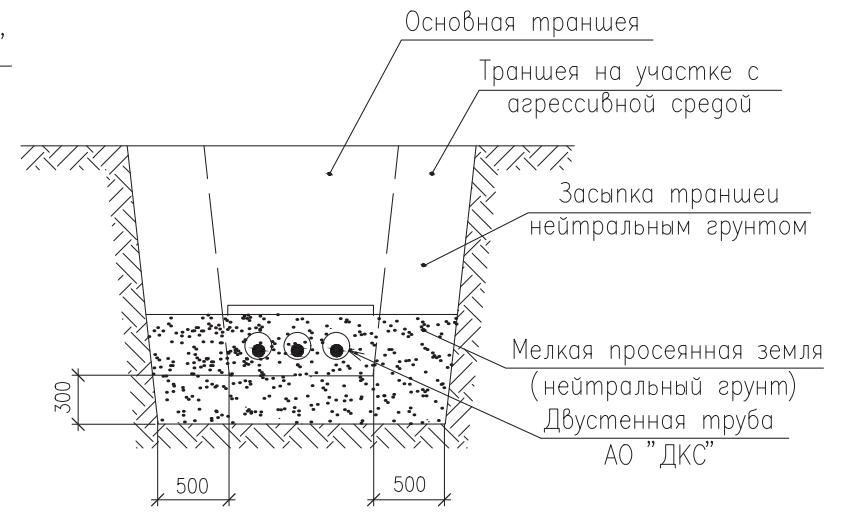 Основная траншея
Траншея на участке с
агрессивной средой
Засыпка траншеи
нейтральным грунтом
Мелкая просеянная земля
(нейтральный грунт)
Двустенная труба
АО "ДКС"
300
500
500